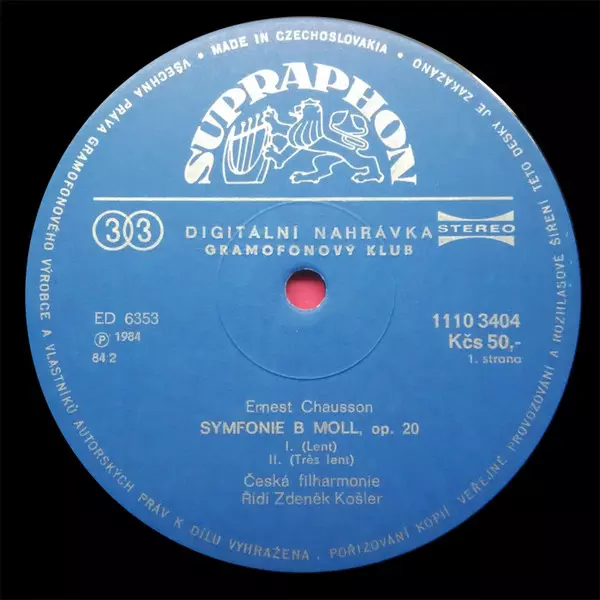 VŠECHNA PRÁVA GRAMOFONOVÉHO VÝROBCE A VLASTNÍKŮ AUTORSKÝCH PRÁV K DÍLU VYHRAŽENA. POŘIZOVÁNÍ KOPIÍ VEŘEJNÉ PROVOZOVÁNÍ A ROZHLASOVÉ ŠÍŘENÍ TÉTO DESKY JE ZAKÁZÁNO
• MADE IN CZECHOSLOVAKIA •
SUPRAPHON
33
DIGITÁLNÍ NAHRÁVKA
STEREO
GRAMOFONOVÝ KLUB
ED 6353
1110 3404
Ⓟ 1984
Kčs 50,-
84 2
1. strana
Ernest Chausson
SYMFONIE B MOLL, op. 20
I. (Lent)
II. (Très lent)
Česká filharmonie
Řídí Zdeněk Košler